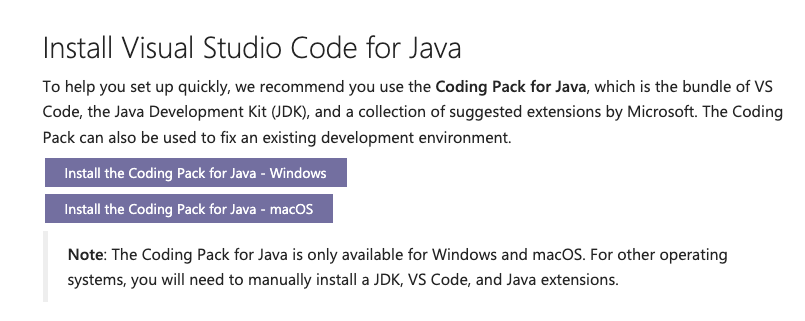 Install Visual Studio Code for Java
To help you set up quickly, we recommend you use the Coding Pack for Java, which is the bundle of VS
Code, the Java Development Kit (JDK), and a collection of suggested extensions by Microsoft. The Coding
Pack can also be used to fix an existing development environment.
Install the Coding Pack for Java - Windows
Install the Coding Pack for Java - macOS
Note: The Coding Pack for Java is only available for Windows and macOS. For other operating
systems, you will need to manually install a JDK, VS Code, and Java extensions.